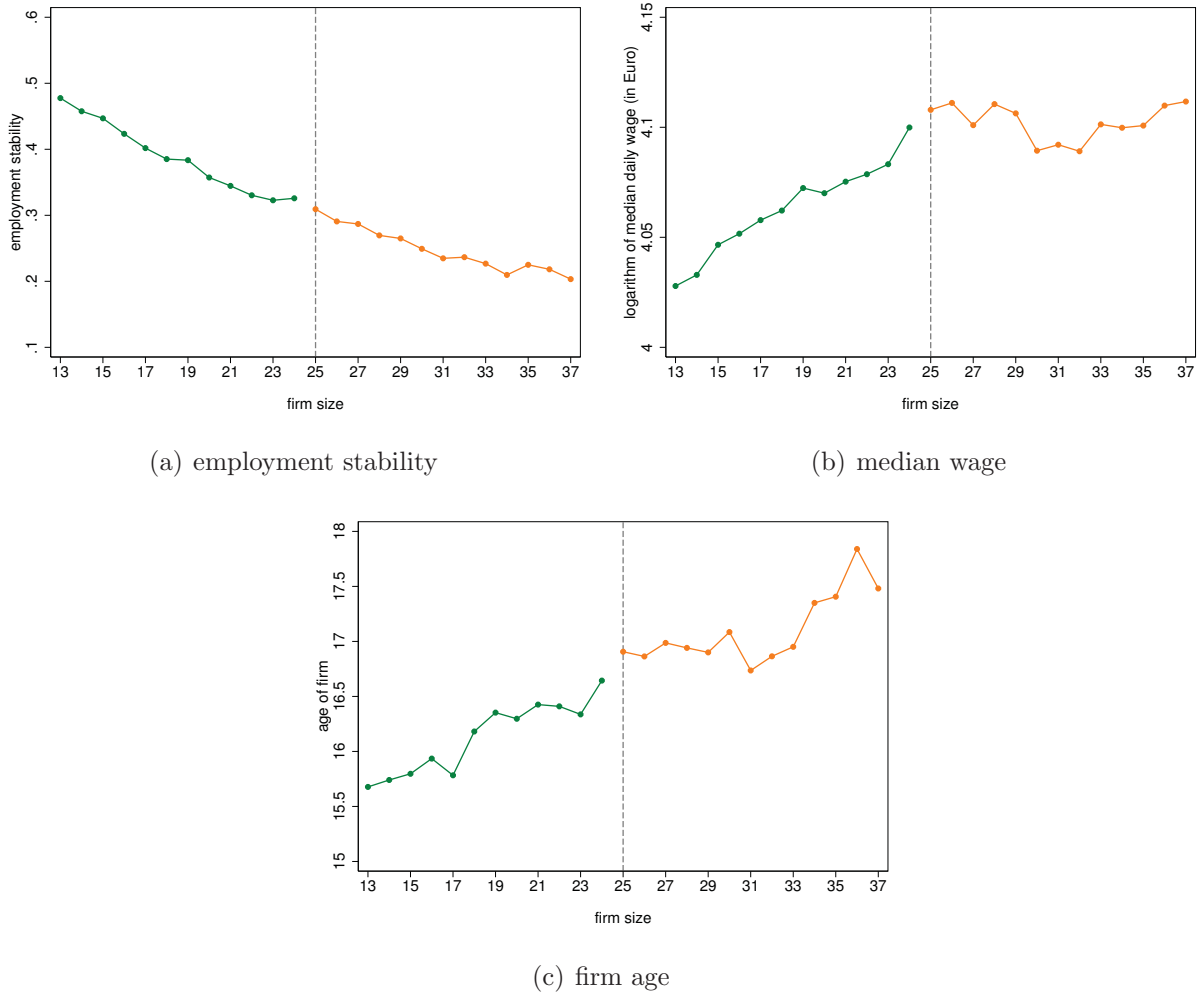 employment stability
.6
.5
.4
.3
.2
.1
13 15 17 19 21 23 25 27 29 31 33 35 37
firm size
(a) employment stability
logarithm of median daily wage (in Euro)
4.15
4.1
4.05
4
13 15 17 19 21 23 25 27 29 31 33 35 37
firm size
(b) median wage
age of firm
18
17.5
17
16.5
16
15.5
15
13 15 17 19 21 23 25 27 29 31 33 35 37
firm size
(c) firm age